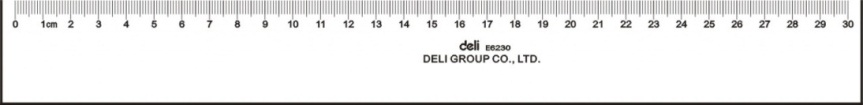 0 1cm 2 3 4 5 6 7 8 9 10 11 12 13 14 15 16 17 18 19 20 21 22 23 24 25 26 27 28 29 30
deli E6230
DELI GROUP CO., LTD.